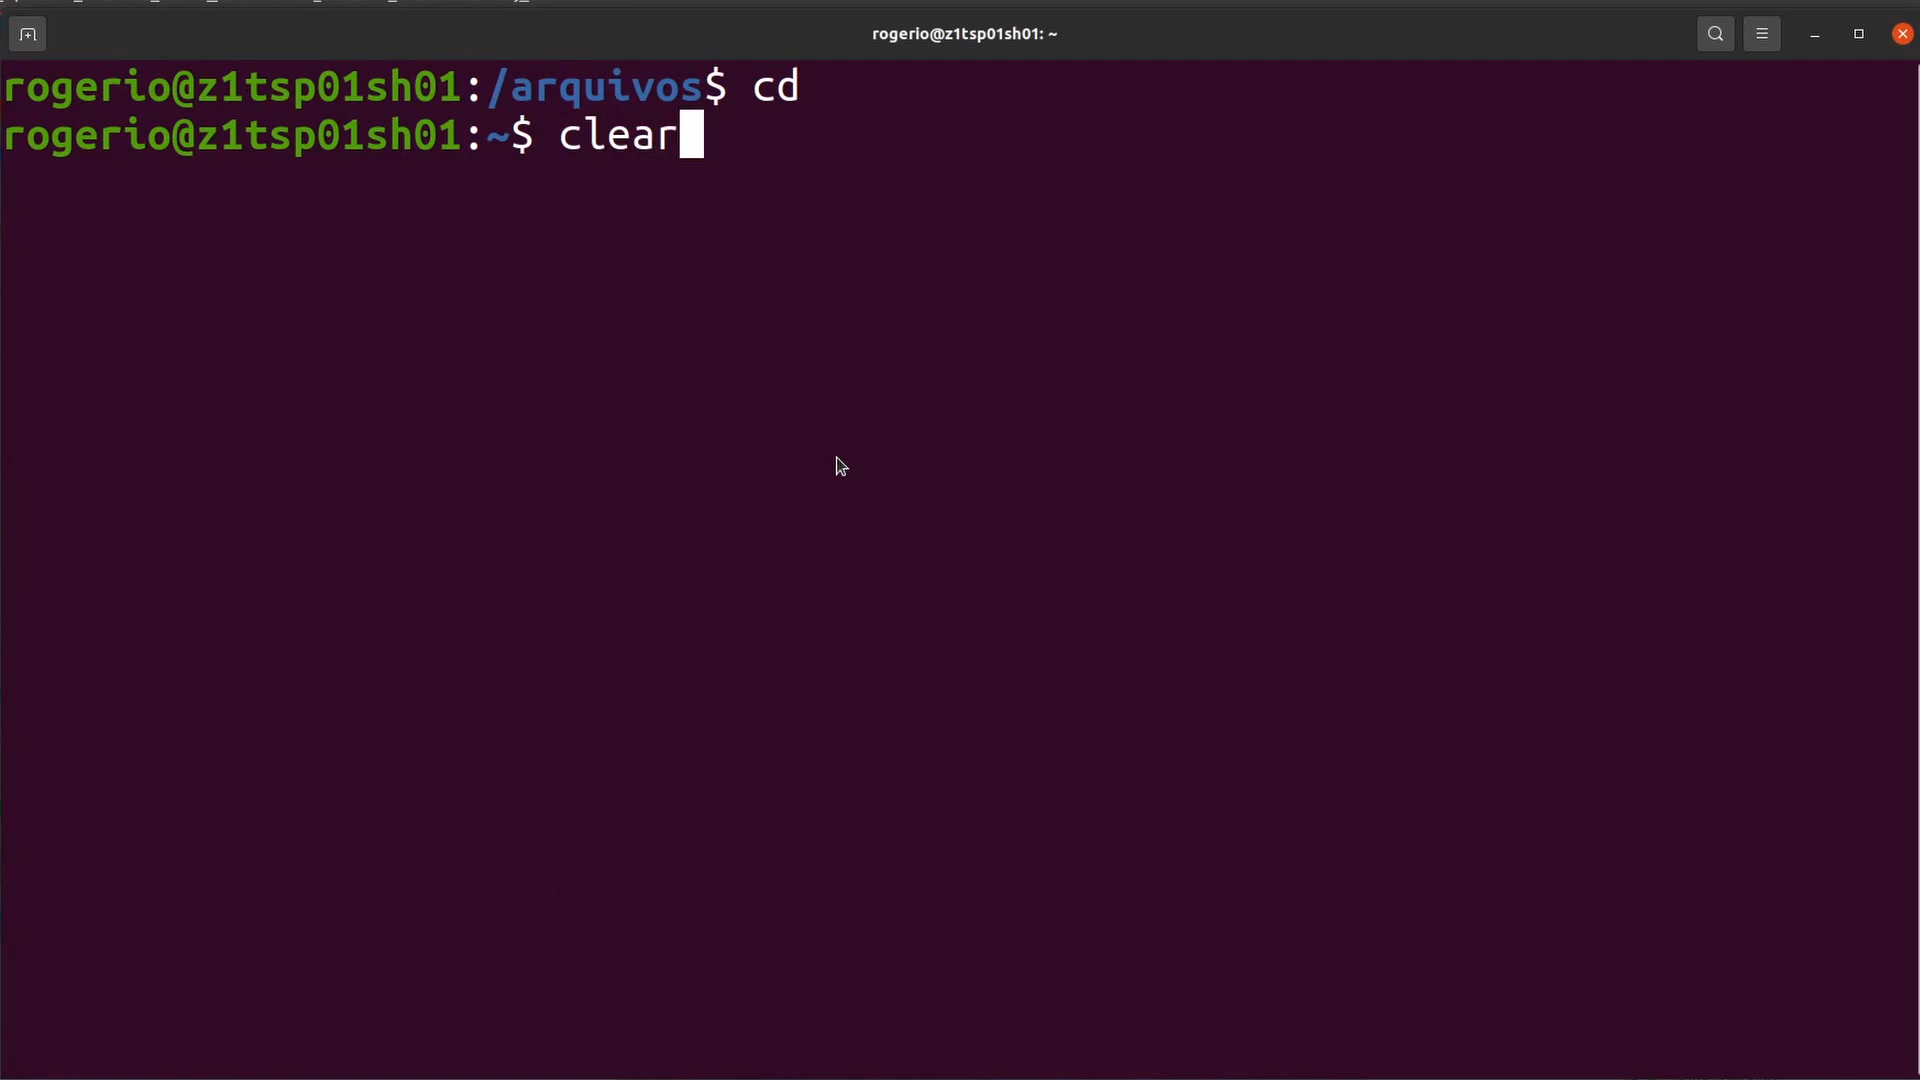 rogerio@z1tsp01sh01: ~
rogerio@z1tsp01sh01:/arquivos$ cd
rogerio@z1tsp01sh01:~$ clear